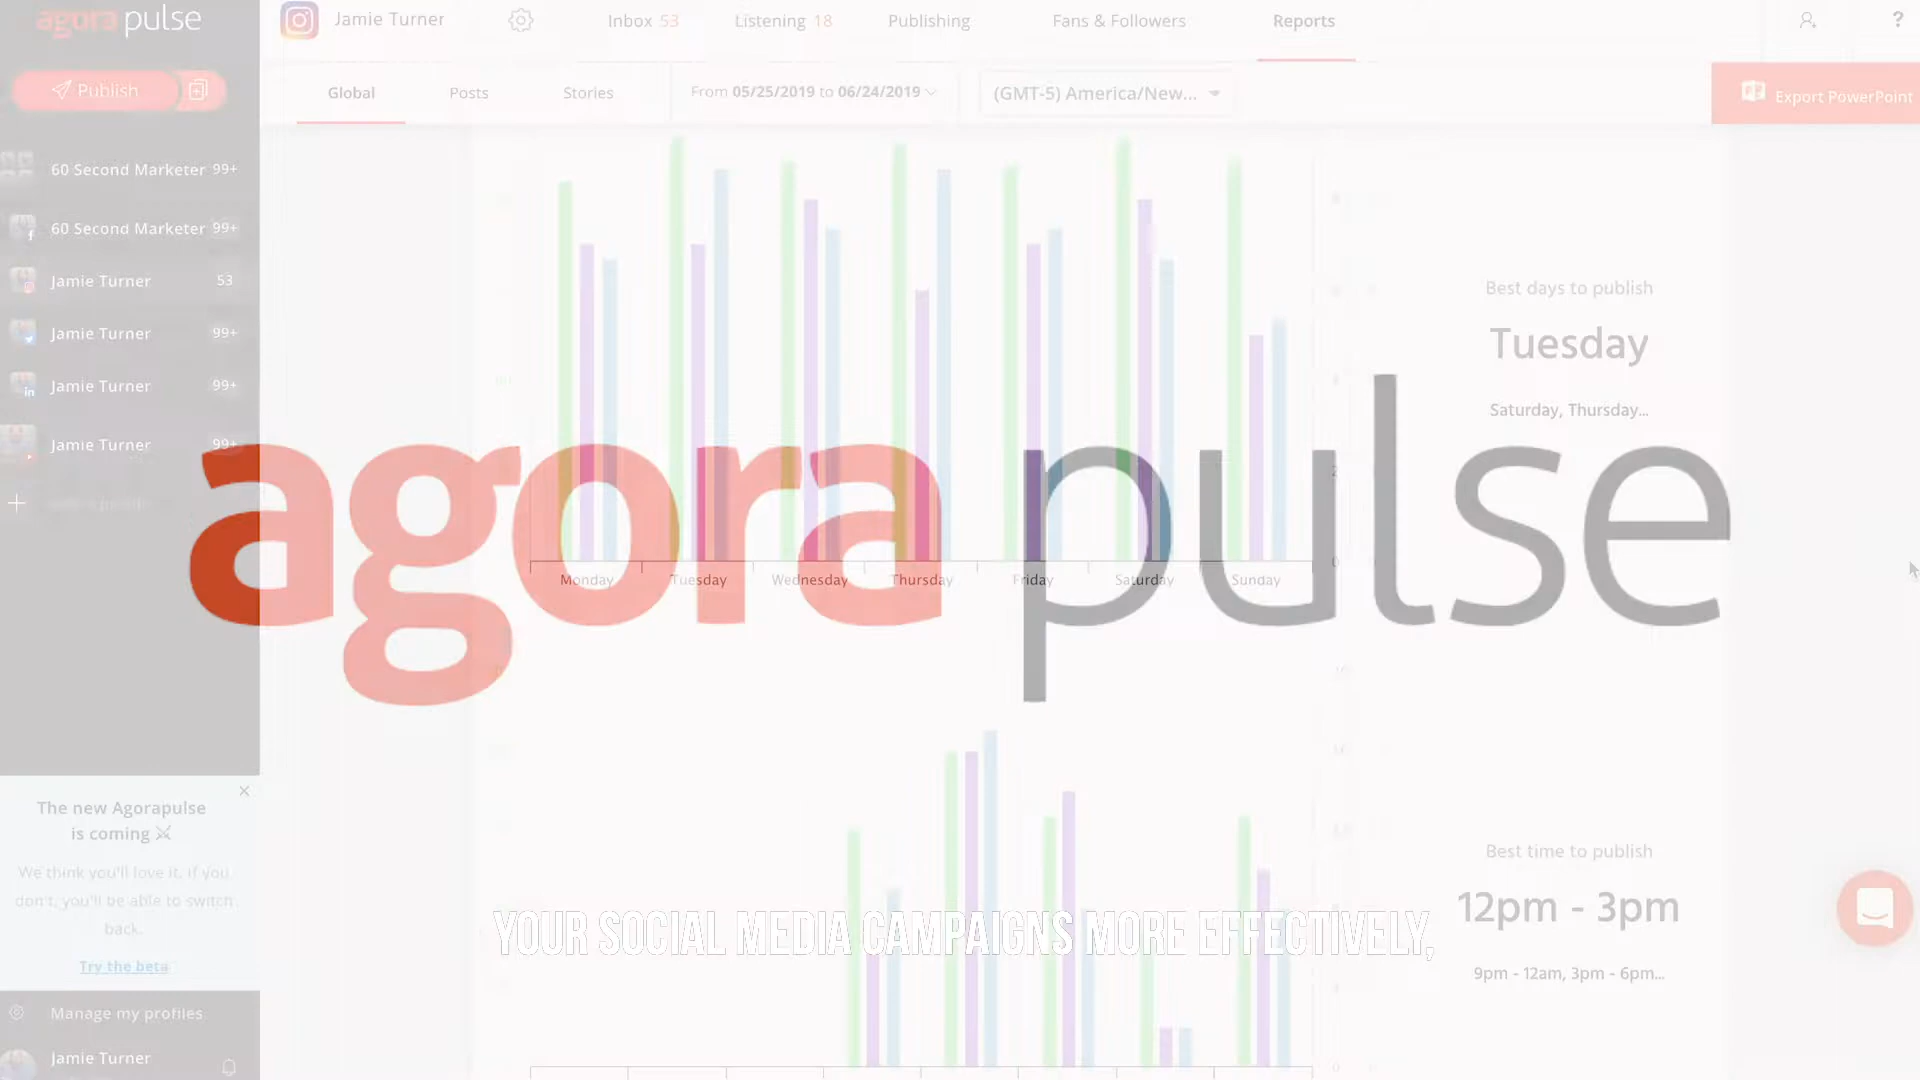 agora pulse
Jamie Turner
Inbox 53
Listening 18
Publishing
Fans & Followers
Reports
?
Publish
Global
Posts
Stories
From 05/25/2019 to 06/24/2019
(GMT-5) America/New...
Export PowerPoint
60 Second Marketer 99+
60 Second Marketer 99+
Jamie Turner 53
Jamie Turner 99+
Jamie Turner 99+
Jamie Turner 99+
Best days to publish
Tuesday
Saturday, Thursday...
agora pulse
Monday Tuesday Wednesday Thursday Friday Saturday Sunday
The new Agorapulse
is coming
We think you'll love it, if you
don't, you'll be able to switch
back.
Try the beta
Best time to publish
12pm - 3pm
9pm - 12am, 3pm - 6pm...
YOUR SOCIAL MEDIA CAMPAIGNS MORE EFFECTIVELY,
Manage my profiles
Jamie Turner